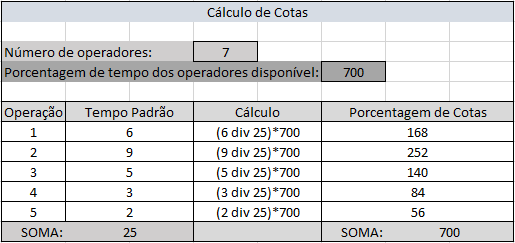 Cálculo de Cotas
Número de operadores: 7
Porcentagem de tempo dos operadores disponível: 700
Operação Tempo Padrão Cálculo Porcentagem de Cotas
1 6 (6 div 25)*700 168
2 9 (9 div 25)*700 252
3 5 (5 div 25)*700 140
4 3 (3 div 25)*700 84
5 2 (2 div 25)*700 56
SOMA: 25 SOMA: 700